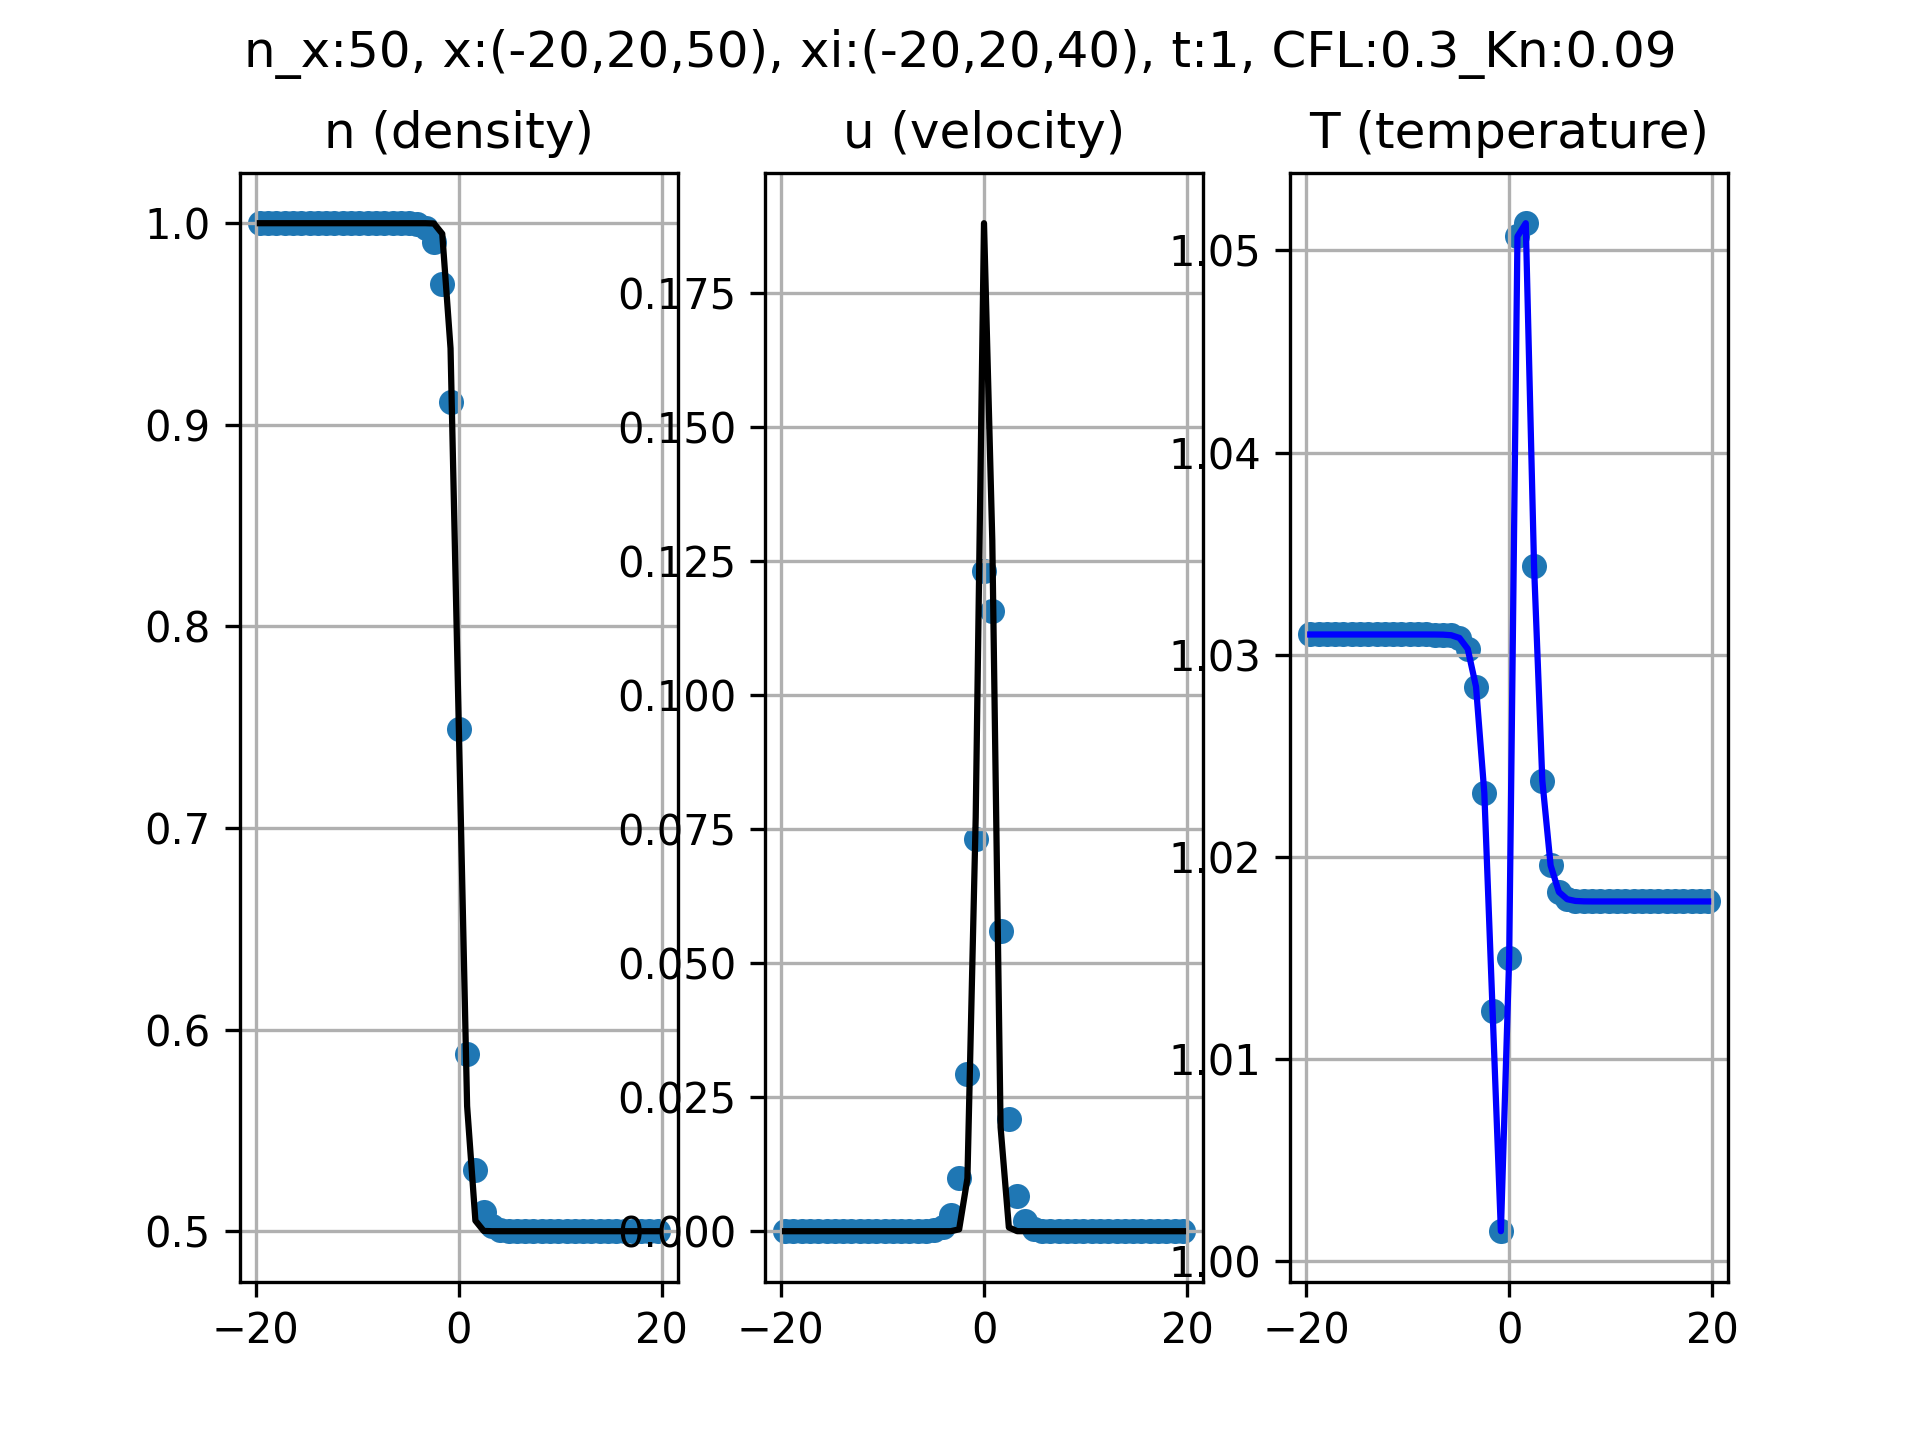 n_x:50, x:(-20,20,50), xi:(-20,20,40), t:1, CFL:0.3_Kn:0.09
n (density)
1.0
0.9
0.8
0.7
0.6
0.5
−20 0 20
u (velocity)
0.175
0.150
0.125
0.100
0.075
0.050
0.025
0.000
−20 0 20
T (temperature)
1.05
1.04
1.03
1.02
1.01
1.00
−20 0 20